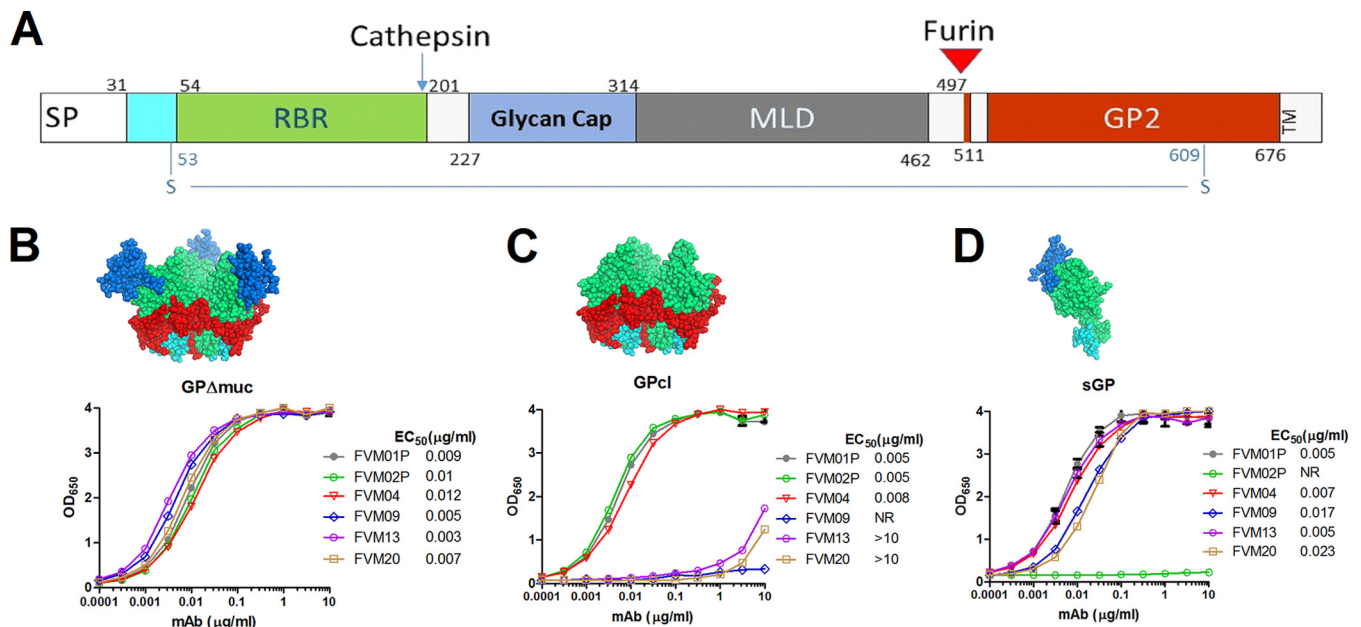 A
Cathepsin
Furin
31 54 201 314 497
SP RBR Glycan Cap MLD GP2 TM
53 227 462 511 609 676
S S
B
GPΔmuc
OD650
4
3
2
1
0
0.0001 0.001 0.01 0.1 1 10
mAb (μg/ml)
EC50(μg/ml)
FVM01P 0.009
FVM02P 0.01
FVM04 0.012
FVM09 0.005
FVM13 0.003
FVM20 0.007
C
GPcl
OD650
4
3
2
1
0
0.0001 0.001 0.01 0.1 1 10
mAb (μg/ml)
EC50(μg/ml)
FVM01P 0.005
FVM02P 0.005
FVM04 0.008
FVM09 NR
FVM13 >10
FVM20 >10
D
sGP
OD650
4
3
2
1
0
0.0001 0.001 0.01 0.1 1 10
mAb (μg/ml)
EC50(μg/ml)
FVM01P 0.005
FVM02P NR
FVM04 0.007
FVM09 0.017
FVM13 0.005
FVM20 0.023